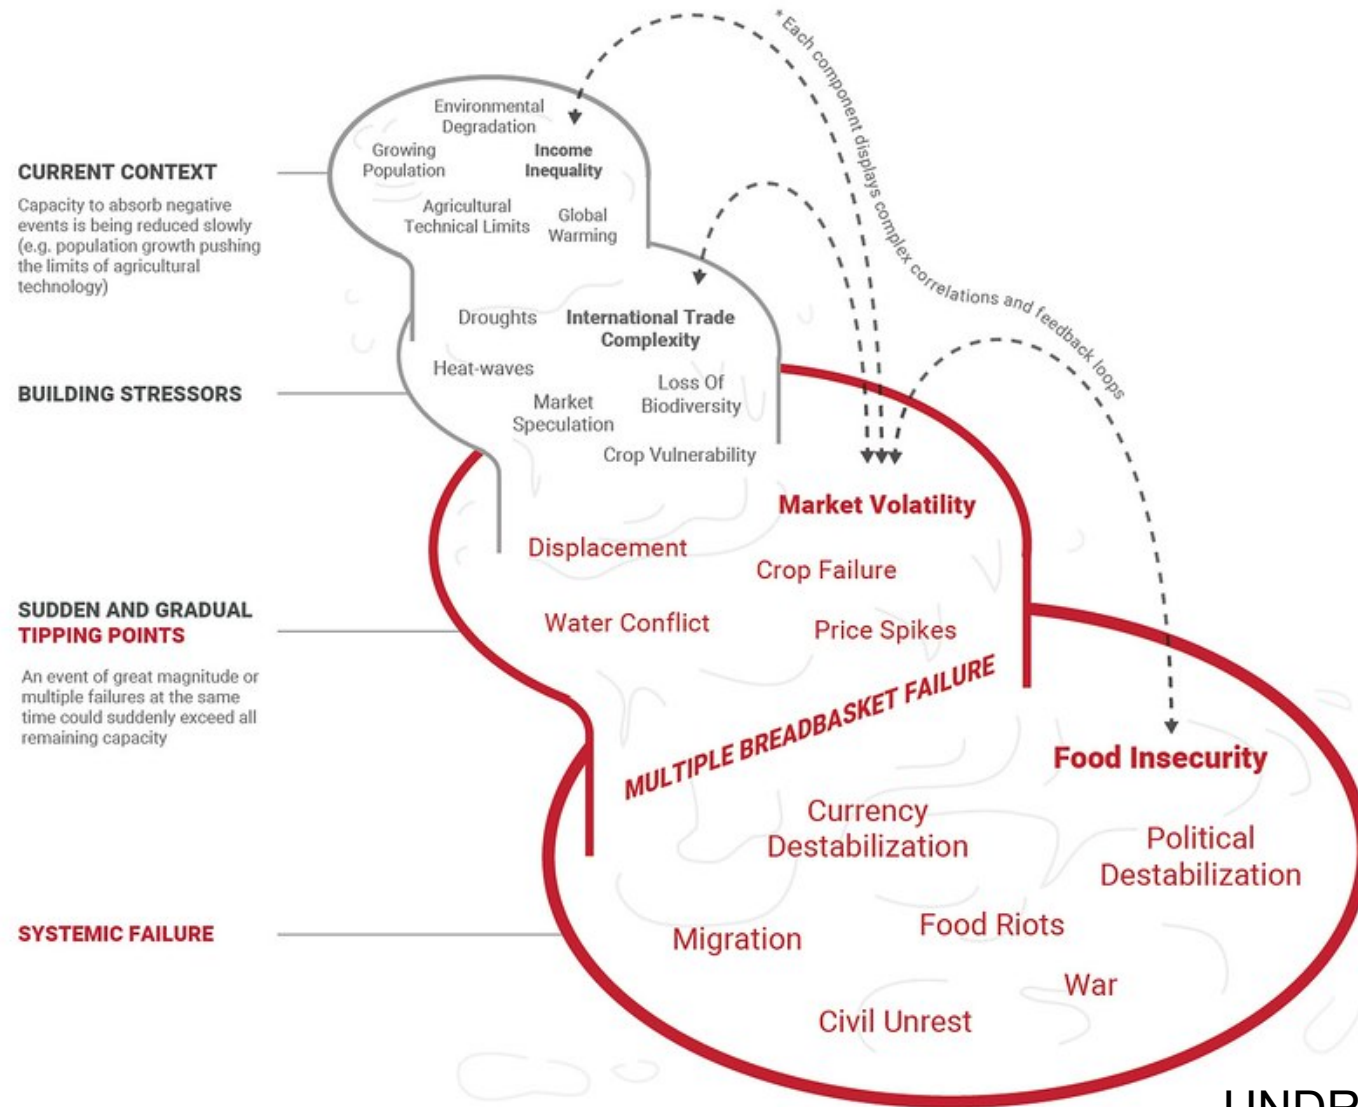 * Each component displays complex correlations and feedback loops
CURRENT CONTEXT
Capacity to absorb negative
events is being reduced slowly
(e.g. population growth pushing
the limits of agricultural
technology)
Environmental
Degradation
Growing
Population
Income
Inequality
Agricultural
Technical Limits
Global
Warming
BUILDING STRESSORS
Droughts
International Trade
Complexity
Heat-waves
Loss Of
Biodiversity
Market
Speculation
Crop Vulnerability
SUDDEN AND GRADUAL
TIPPING POINTS
An event of great magnitude or
multiple failures at the same
time could suddenly exceed all
remaining capacity
Market Volatility
Displacement
Crop Failure
Water Conflict
Price Spikes
MULTIPLE BREADBASKET FAILURE
SYSTEMIC FAILURE
Food Insecurity
Currency
Destabilization
Political
Destabilization
Migration
Food Riots
War
Civil Unrest